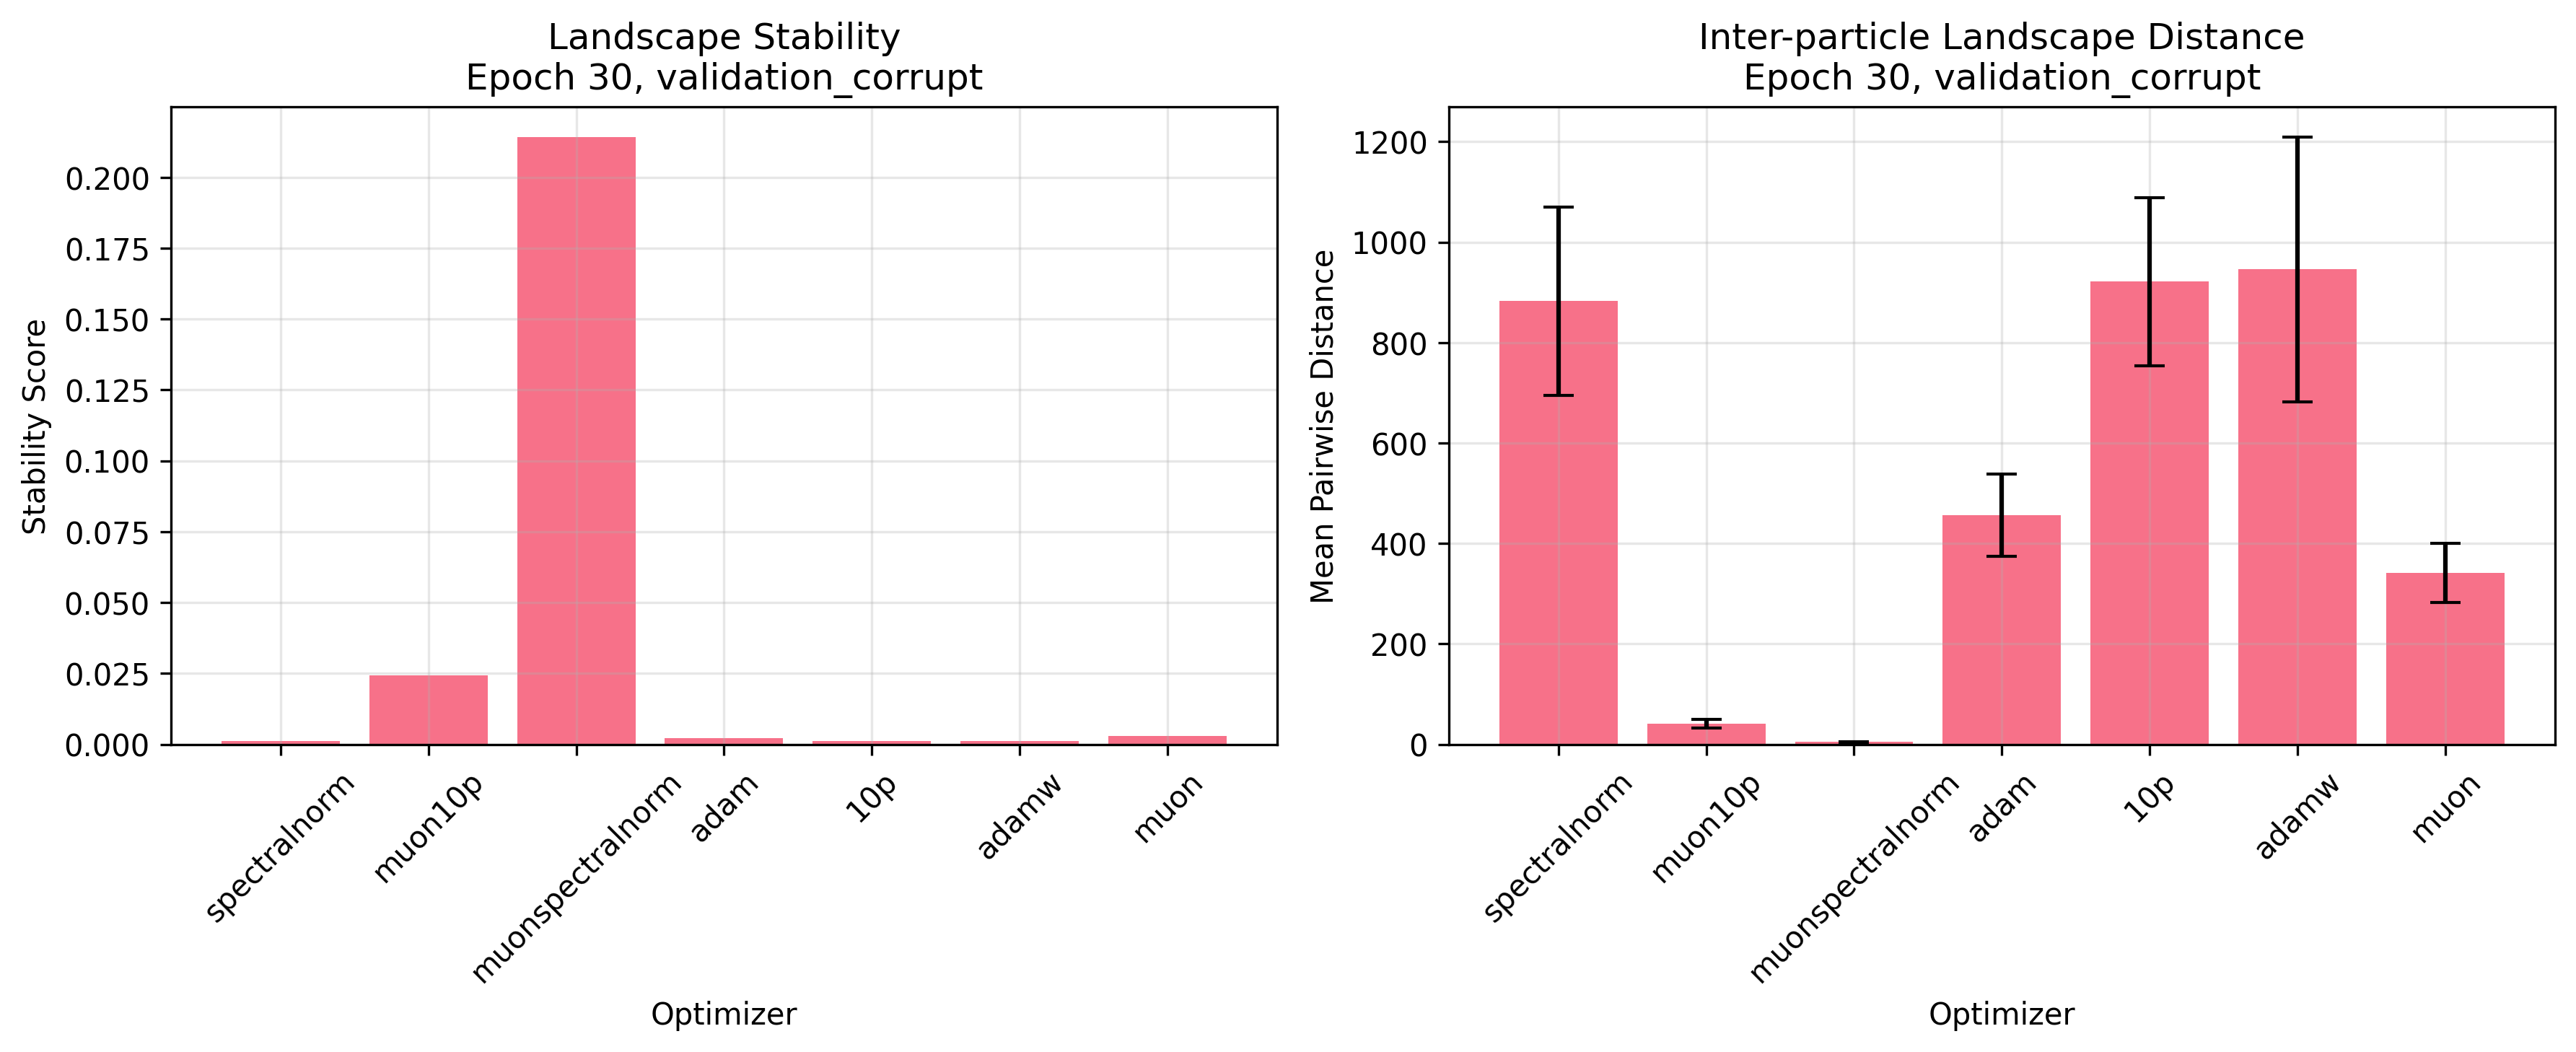 Landscape Stability
Epoch 30, validation_corrupt
Stability Score
0.200
0.175
0.150
0.125
0.100
0.075
0.050
0.025
0.000
spectralnorm
muon10p
muonspectralnorm
adam
10p
adamw
muon
Optimizer
Inter-particle Landscape Distance
Epoch 30, validation_corrupt
Mean Pairwise Distance
1200
1000
800
600
400
200
0
spectralnorm
muon10p
muonspectralnorm
adam
10p
adamw
muon
Optimizer